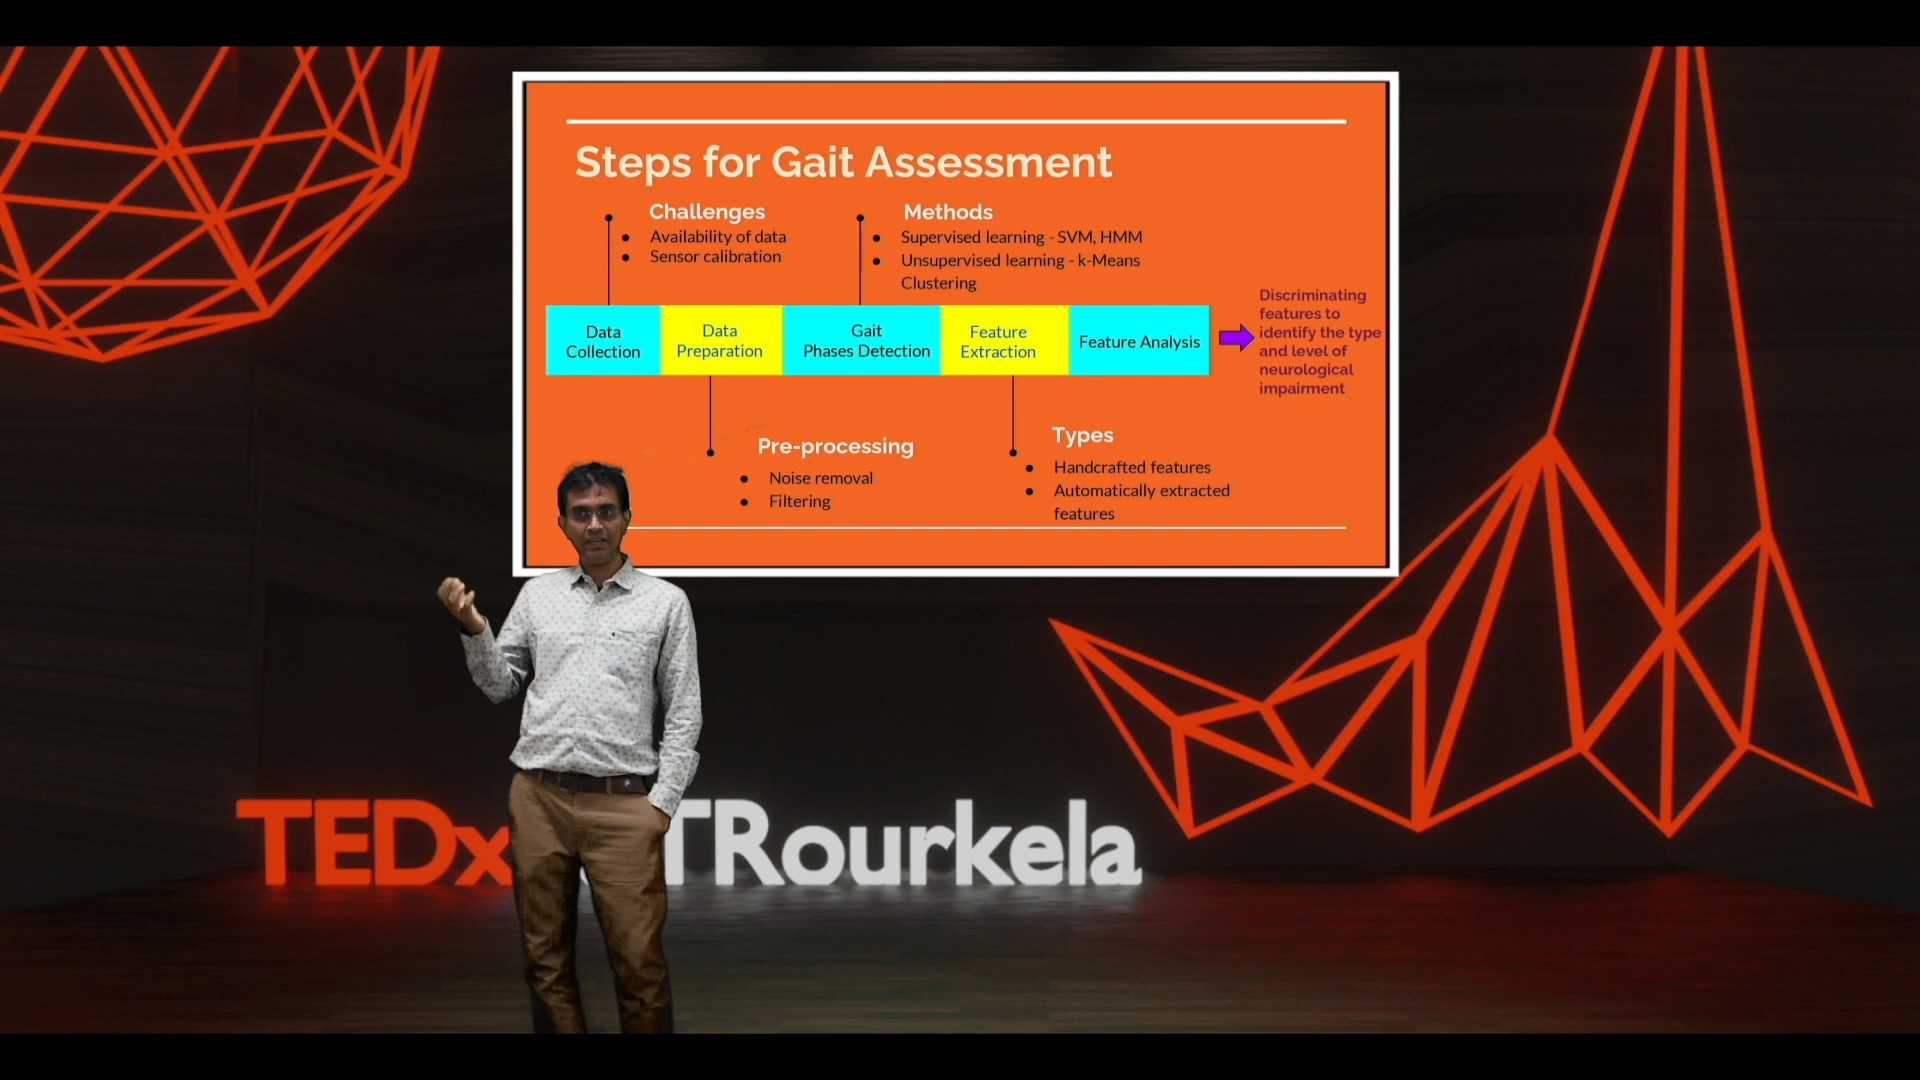 Steps for Gait Assessment
Challenges
Availability of data
Sensor calibration
Methods
Supervised learning - SVM, HMM
Unsupervised learning - k-Means
Clustering
Data
Collection
Data
Preparation
Gait
Phases Detection
Feature
Extraction
Feature Analysis
Discriminating
features to
identify the type
and level of
neurological
impairment
Pre-processing
Noise removal
Filtering
Types
Handcrafted features
Automatically extracted
features
TEDx TRourkela